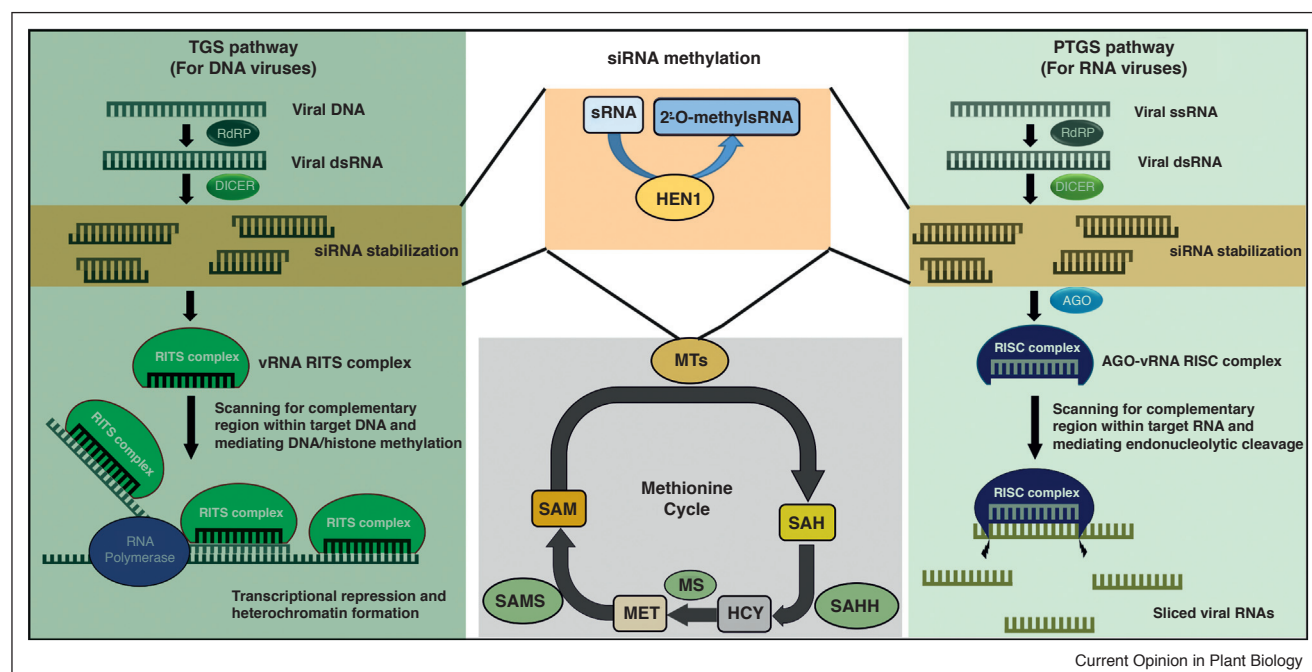 TGS pathway
(For DNA viruses)
Viral DNA
RdRP
Viral dsRNA
DICER
siRNA stabilization
RITS complex
vRNA RITS complex
Scanning for complementary
region within target DNA and
mediating DNA/histone methylation
RITS complex
RITS complex
RITS complex
RNA
Polymerase
Transcriptional repression and
heterochromatin formation
siRNA methylation
sRNA
2'-O-methylsRNA
HEN1
MTs
Methionine
Cycle
SAM
SAH
SAMS
MET
MS
HCY
SAHH
PTGS pathway
(For RNA viruses)
Viral ssRNA
RdRP
Viral dsRNA
DICER
siRNA stabilization
AGO
RISC complex
AGO-vRNA RISC complex
Scanning for complementary
region within target RNA and
mediating endonucleolytic cleavage
RISC complex
Sliced viral RNAs
Current Opinion in Plant Biology